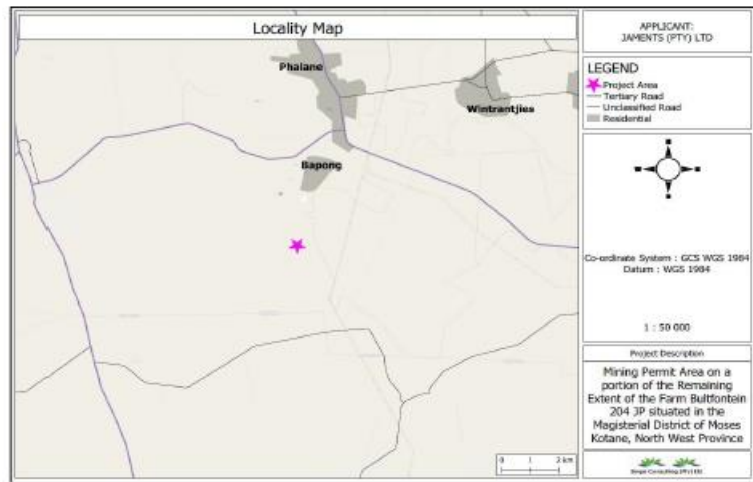 Locality Map
Phalane
Wintrantjies
Bapong
0 1 2 km
APPLICANT:
JAMENTS (PTY) LTD
LEGEND
Project Area
Tertiary Road
Unclassified Road
Residential
Co-ordinate System : GCS WGS 1984
Datum : WGS 1984
1 : 50 000
Project Description
Mining Permit Area on a
portion of the Remaining
Extent of the Farm Bultfontein
204 JP situated in the
Magisterial District of Moses
Kotane, North West Province
Consulting (Pty) Ltd